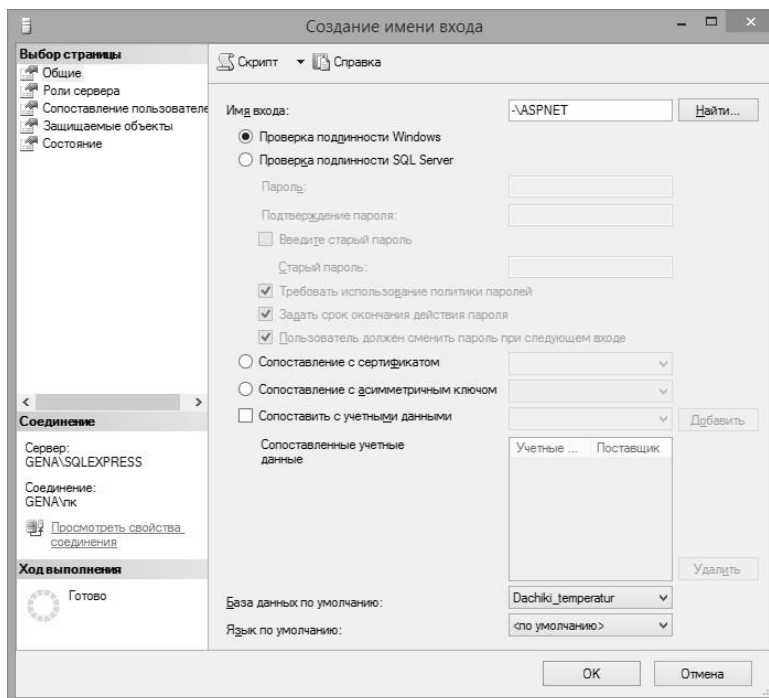 Создание имени входа
Выбор страницы
Общие
Роли сервера
Сопоставление пользователе
Защищаемые объекты
Состояние
Скрипт
Справка
Имя входа:
-\ASPNET
Найти...
Проверка подлинности Windows
Проверка подлинности SQL Server
Пароль:
Подтверждение пароля:
Введите старый пароль
Старый пароль:
Требовать использование политики паролей
Задать срок окончания действия пароля
Пользователь должен сменить пароль при следующем входе
Сопоставление с сертификатом
Сопоставление с асимметричным ключом
Сопоставить с учетными данными
Добавить
Сопоставленные учетные
данные
Учетные ... Поставщик
Удалить
База данных по умолчанию:
Dachiki_temperatur
Язык по умолчанию:
<по умолчанию>
Соединение
Сервер:
GENA\SQLEXPRESS
Соединение:
GENA\пк
Просмотреть свойства
соединения
Ход выполнения
Готово
OK
Отмена